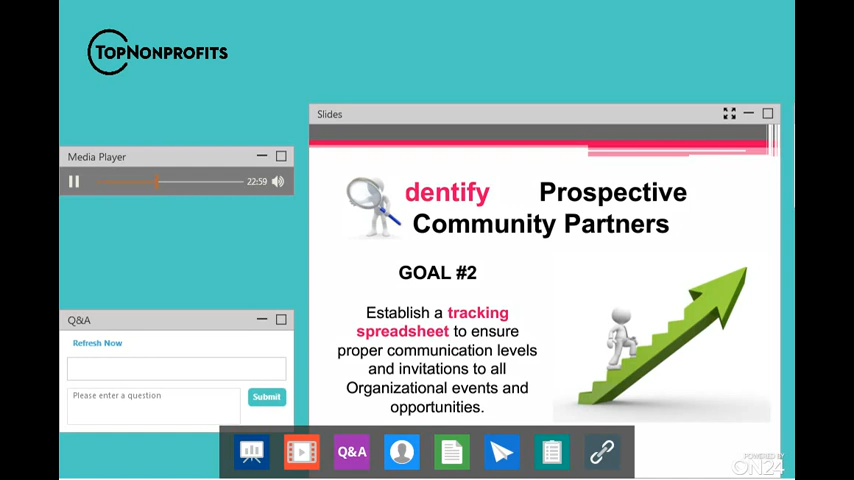 TOPNONPROFITS
Slides
Media Player
22:59
dentify Prospective
Community Partners
GOAL #2
Establish a tracking
spreadsheet to ensure
proper communication levels
and invitations to all
Organizational events and
opportunities.
Q&A
Refresh Now
Please enter a question
Submit
Q&A
POWERED BY
ON24